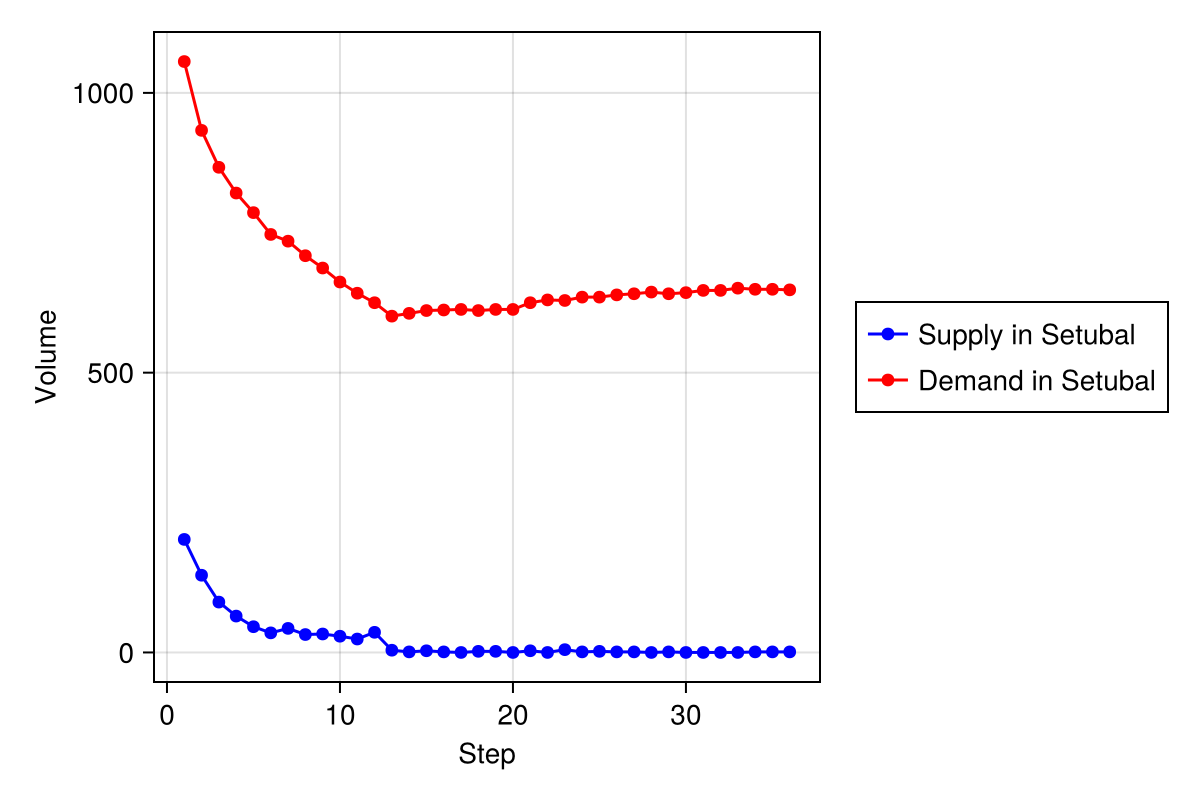 1000
500
0
Volume
0 10 20 30
Step
Supply in Setubal
Demand in Setubal